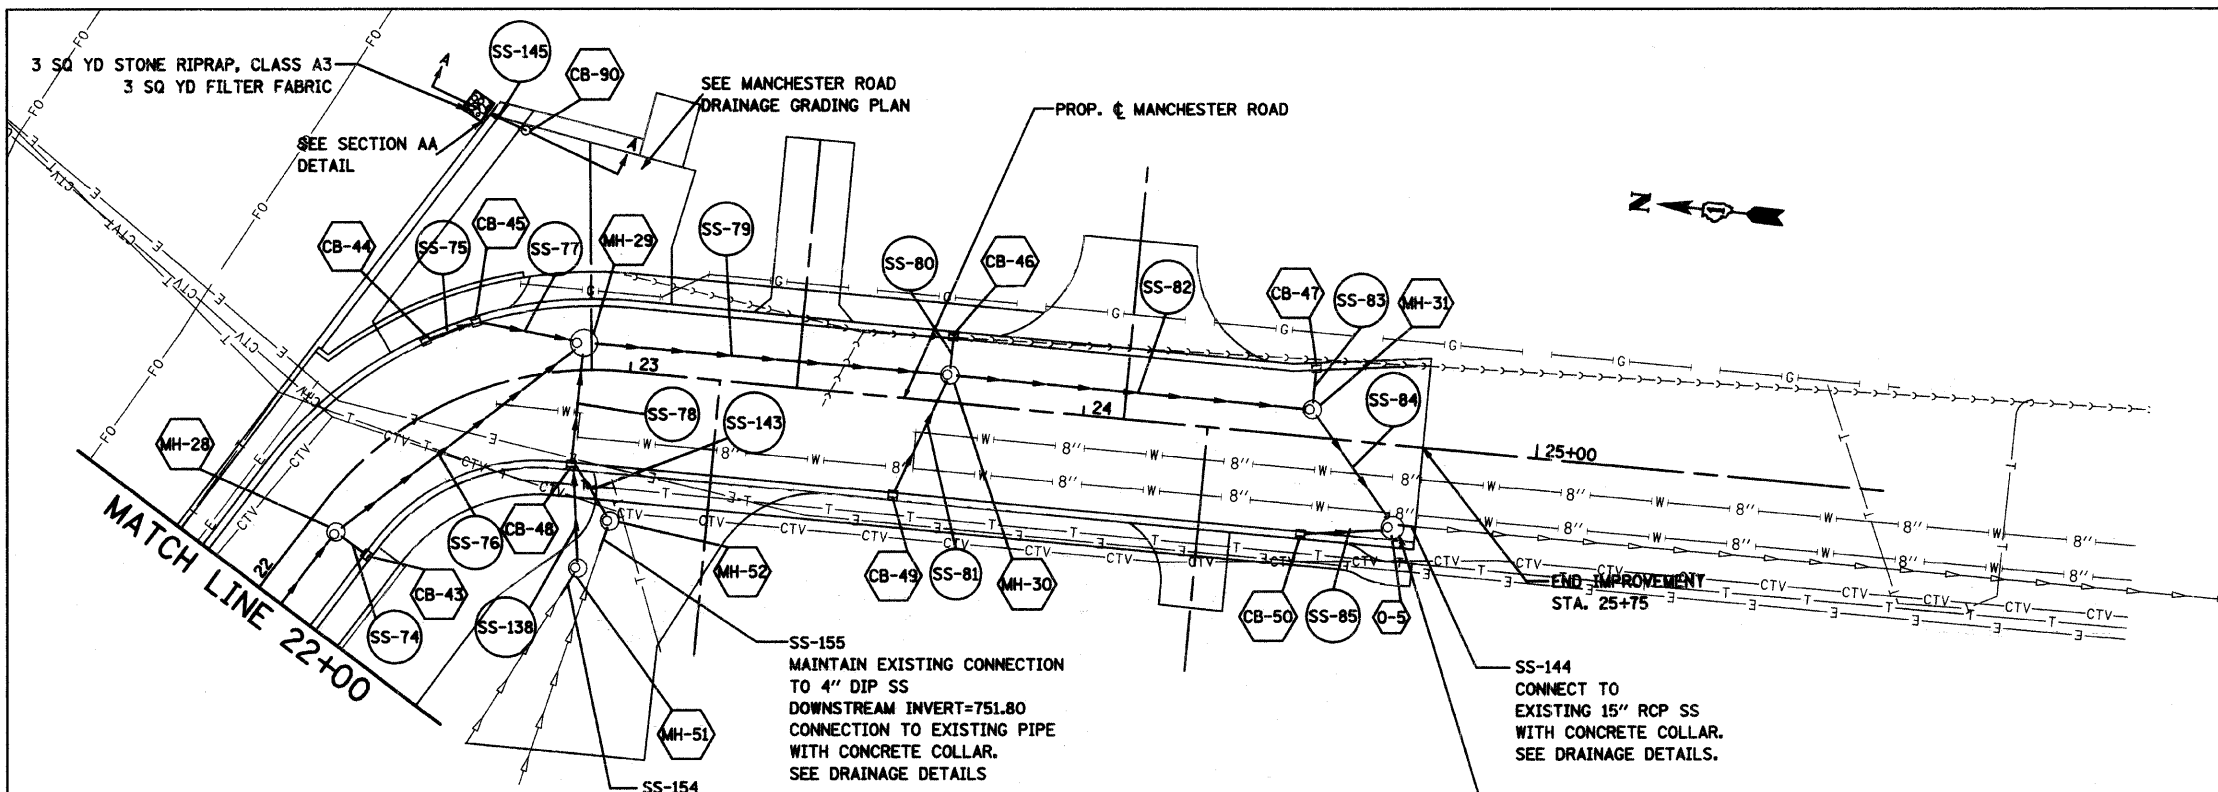 3 SQ YD STONE RIPRAP, CLASS A3
3 SQ YD FILTER FABRIC
SS-145
CB-90
SEE MANCHESTER ROAD
DRAINAGE GRADING PLAN
PROP. ℄ MANCHESTER ROAD
A
A
SEE SECTION AA
DETAIL
N
CB-44
SS-75
CB-45
SS-77
MH-29
SS-79
SS-80
CB-46
SS-82
CB-47
SS-83
MH-31
23
24
25+00
SS-78
SS-143
SS-84
MH-28
MATCH LINE 22+00
22
SS-76
CB-48
MH-52
CB-43
SS-74
SS-138
MH-51
CB-49
SS-81
MH-30
CB-50
SS-85
O-5
END IMPROVEMENT
STA. 25+75
SS-155
MAINTAIN EXISTING CONNECTION
TO 4" DIP SS
DOWNSTREAM INVERT=751.80
CONNECTION TO EXISTING PIPE
WITH CONCRETE COLLAR.
SEE DRAINAGE DETAILS
SS-144
CONNECT TO
EXISTING 15" RCP SS
WITH CONCRETE COLLAR.
SEE DRAINAGE DETAILS.
SS-154